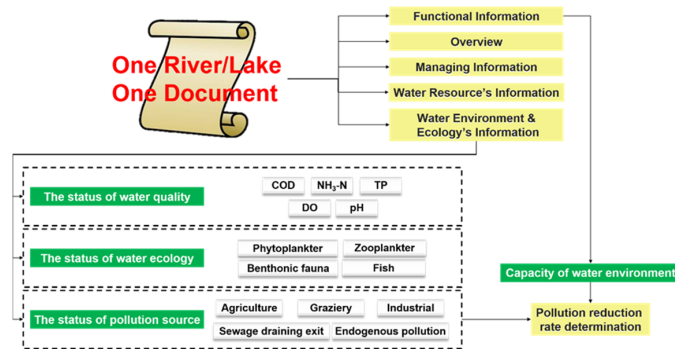 One River/Lake
One Document
Functional Information
Overview
Managing Information
Water Resource's Information
Water Environment &
Ecology's Information
The status of water quality
COD
NH₃-N
TP
DO
pH
The status of water ecology
Phytoplankter
Zooplankter
Benthonic fauna
Fish
The status of pollution source
Agriculture
Graziery
Industrial
Sewage draining exit
Endogenous pollution
Capacity of water environment
Pollution reduction
rate determination